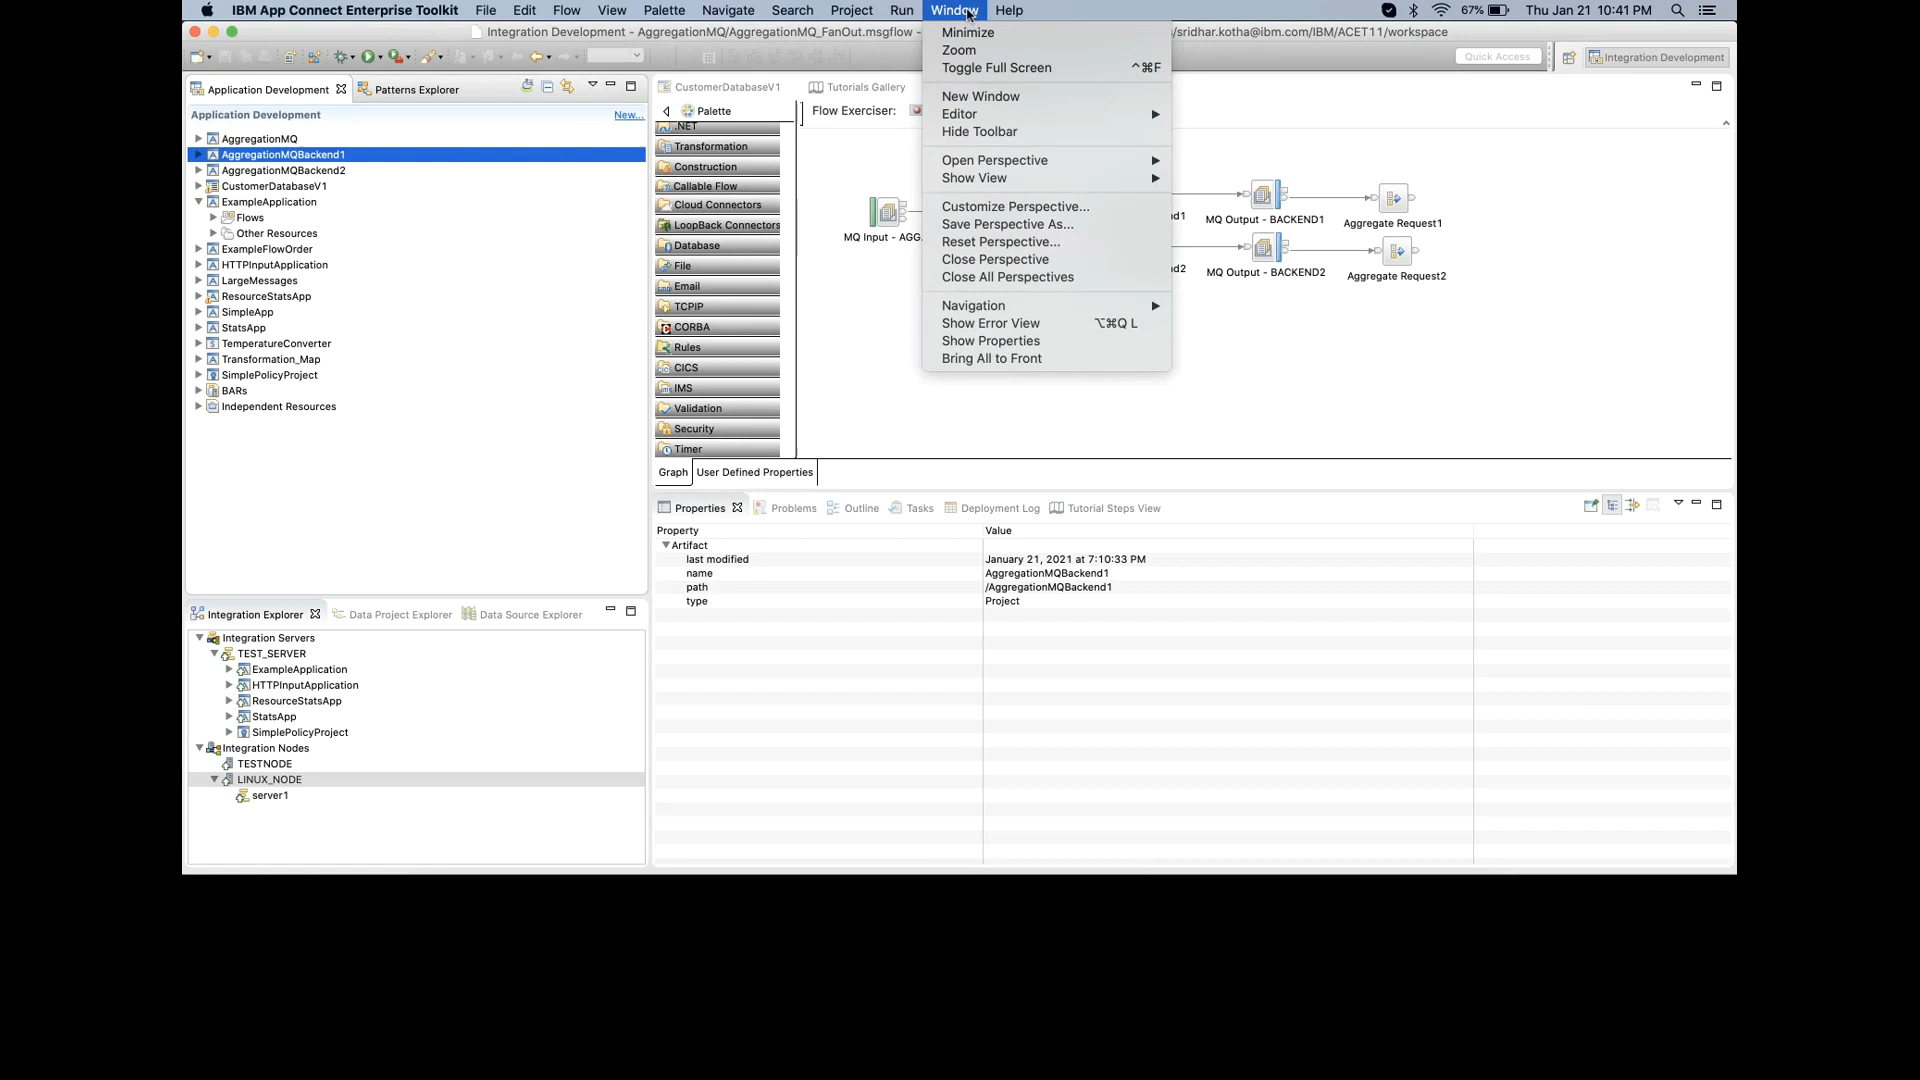 IBM App Connect Enterprise Toolkit File Edit Flow View Palette Navigate Search Project Run Window Help 67% Thu Jan 21 10:41 PM
Integration Development - AggregationMQ/AggregationMQ_FanOut.msgflow - /sridhar.kotha@ibm.com/IBM/ACET11/workspace
Quick Access Integration Development
Minimize
Zoom
Toggle Full Screen ^⌘F
New Window
Editor
Hide Toolbar
Open Perspective
Show View
Customize Perspective...
Save Perspective As...
Reset Perspective...
Close Perspective
Close All Perspectives
Navigation
Show Error View ⌥⌘Q L
Show Properties
Bring All to Front
Application Development Patterns Explorer
Application Development New...
AggregationMQ
AggregationMQBackend1
AggregationMQBackend2
CustomerDatabaseV1
ExampleApplication
Flows
Other Resources
ExampleFlowOrder
HTTPInputApplication
LargeMessages
ResourceStatsApp
SimpleApp
StatsApp
TemperatureConverter
Transformation_Map
SimplePolicyProject
BARs
Independent Resources
CustomerDatabaseV1 Tutorials Gallery
Palette Flow Exerciser:
.NET
Transformation
Construction
Callable Flow
Cloud Connectors
LoopBack Connectors
Database
File
Email
TCPIP
CORBA
Rules
CICS
IMS
Validation
Security
Timer
MQ Input - AGG.
d1 MQ Output - BACKEND1 Aggregate Request1
d2 MQ Output - BACKEND2 Aggregate Request2
Graph User Defined Properties
Properties Problems Outline Tasks Deployment Log Tutorial Steps View
Property Value
Artifact
last modified January 21, 2021 at 7:10:33 PM
name AggregationMQBackend1
path /AggregationMQBackend1
type Project
Integration Explorer Data Project Explorer Data Source Explorer
Integration Servers
TEST_SERVER
ExampleApplication
HTTPInputApplication
ResourceStatsApp
StatsApp
SimplePolicyProject
Integration Nodes
TESTNODE
LINUX_NODE
server1